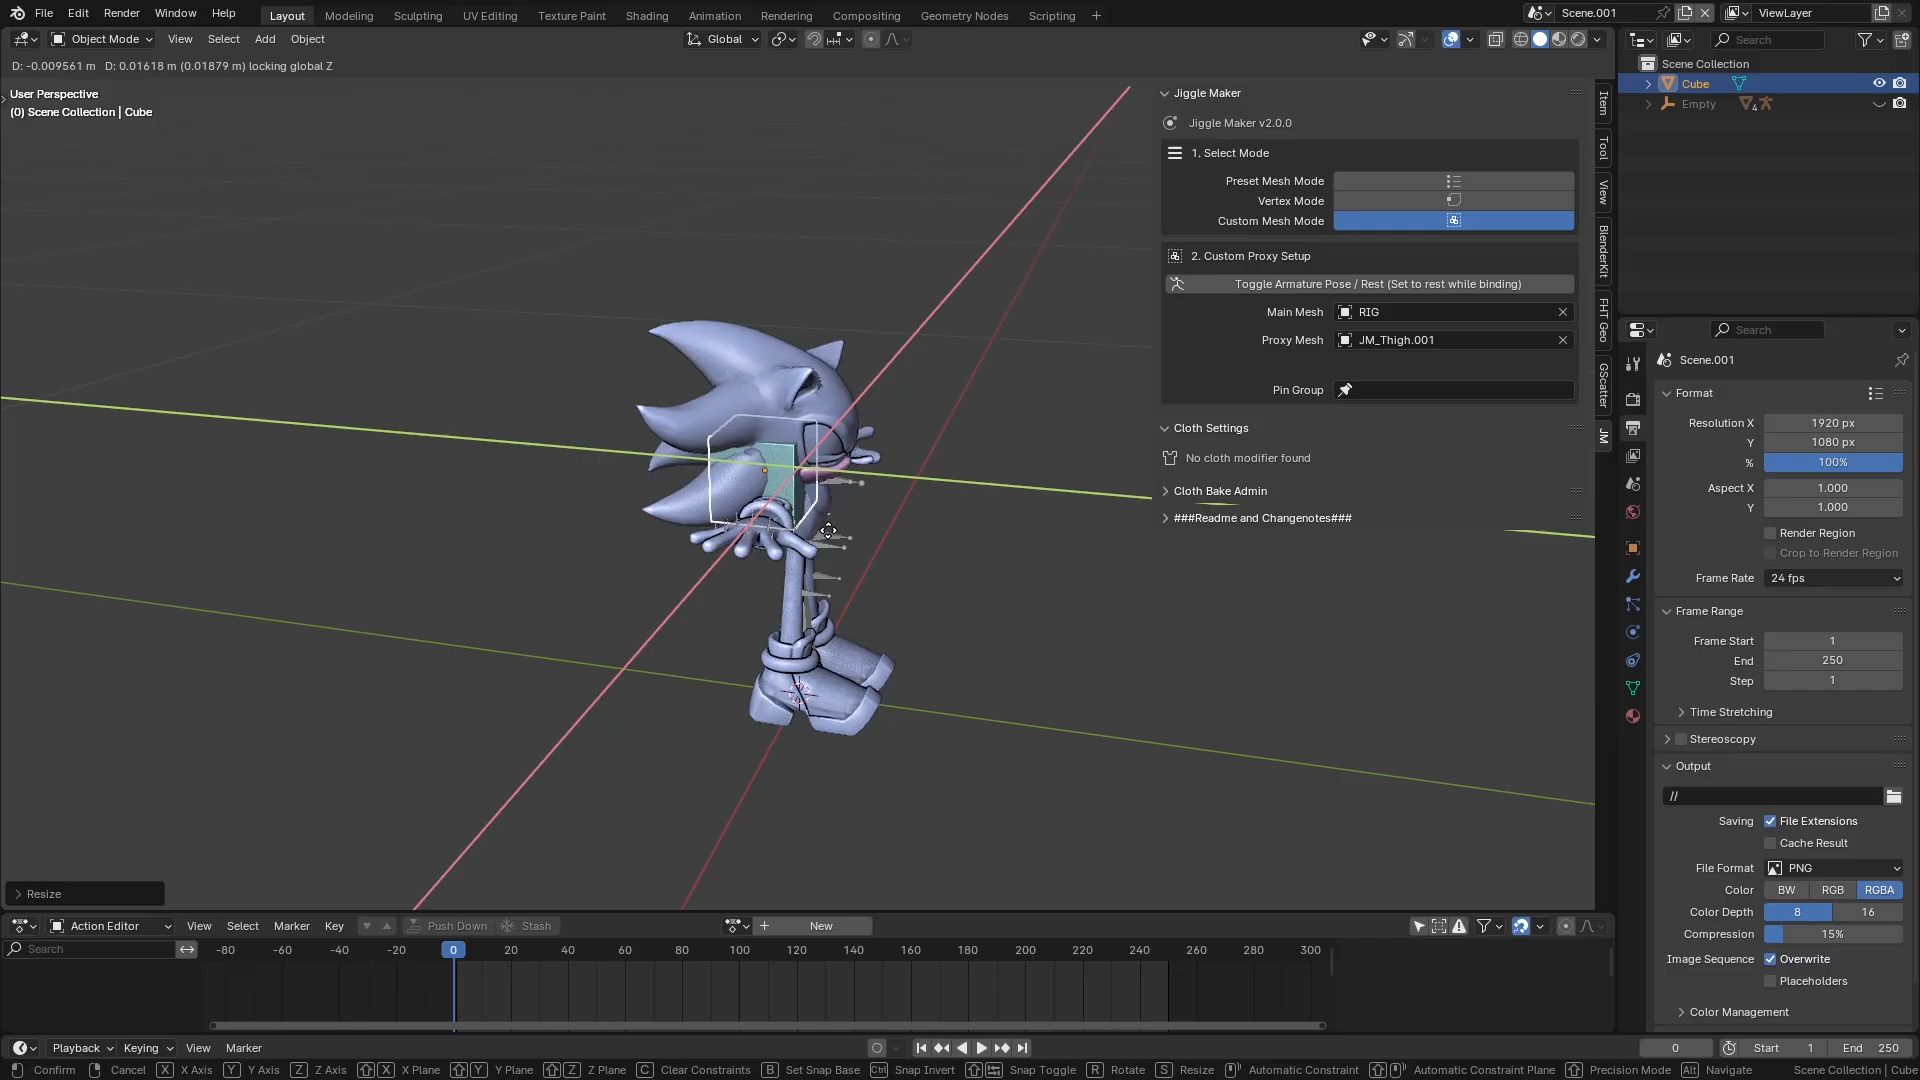 File Edit Render Window Help Layout Modeling Sculpting UV Editing Texture Paint Shading Animation Rendering Compositing Geometry Nodes Scripting + Scene.001 ViewLayer
Object Mode View Select Add Object Global Search
D: -0.009561 m D: 0.01618 m (0.01879 m) locking global Z
User Perspective
(0) Scene Collection | Cube
Jiggle Maker
Jiggle Maker v2.0.0
1. Select Mode
Preset Mesh Mode
Vertex Mode
Custom Mesh Mode
2. Custom Proxy Setup
Toggle Armature Pose / Rest (Set to rest while binding)
Main Mesh RIG
Proxy Mesh JM_Thigh.001
Pin Group
Cloth Settings
No cloth modifier found
Cloth Bake Admin
###Readme and Changenotes###
Item
Tool
View
BlenderKit
FHT Geo
GScatter
JM
Scene Collection
Cube
Empty 4
Search
Scene.001
Format
Resolution X 1920 px
Y 1080 px
% 100%
Aspect X 1.000
Y 1.000
Render Region
Crop to Render Region
Frame Rate 24 fps
Frame Range
Frame Start 1
End 250
Step 1
Time Stretching
Stereoscopy
Output
//
Saving File Extensions
Cache Result
File Format PNG
Color BW RGB RGBA
Color Depth 8 16
Compression 15%
Image Sequence Overwrite
Placeholders
Color Management
Resize
Action Editor View Select Marker Key Push Down Stash New
Search -80 -60 -40 -20 0 20 40 60 80 100 120 140 160 180 200 220 240 260 280 300
Playback Keying View Marker 0 Start 1 End 250
Confirm Cancel X X Axis Y Y Axis Z Z Axis X X Plane Y Y Plane Z Z Plane C Clear Constraints B Set Snap Base Ctrl Snap Invert Snap Toggle R Rotate S Resize Automatic Constraint Automatic Constraint Plane Precision Mode Alt Navigate Scene Collection | Cube